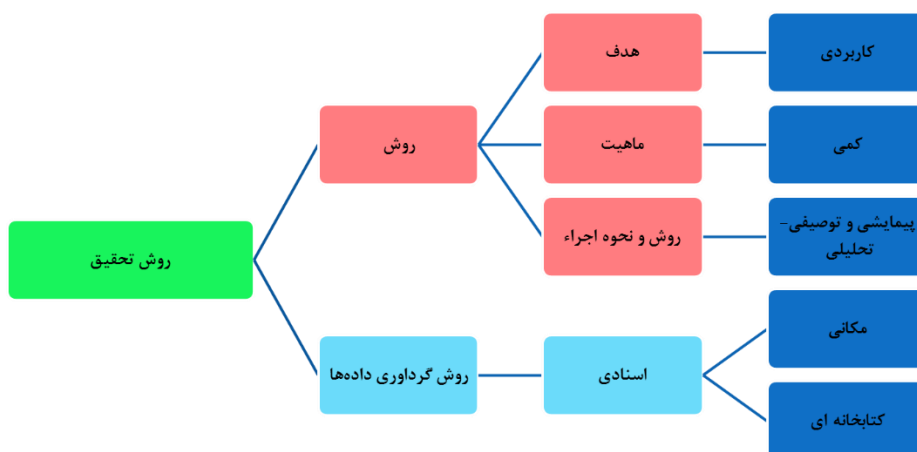 هدف
کاربردی
روش
ماهیت
کمی
روش و نحوه اجراء
پیمایشی و توصیفی-
تحلیلی
روش تحقیق
مکانی
روش گرداوری داده‌ها
اسنادی
کتابخانه ای